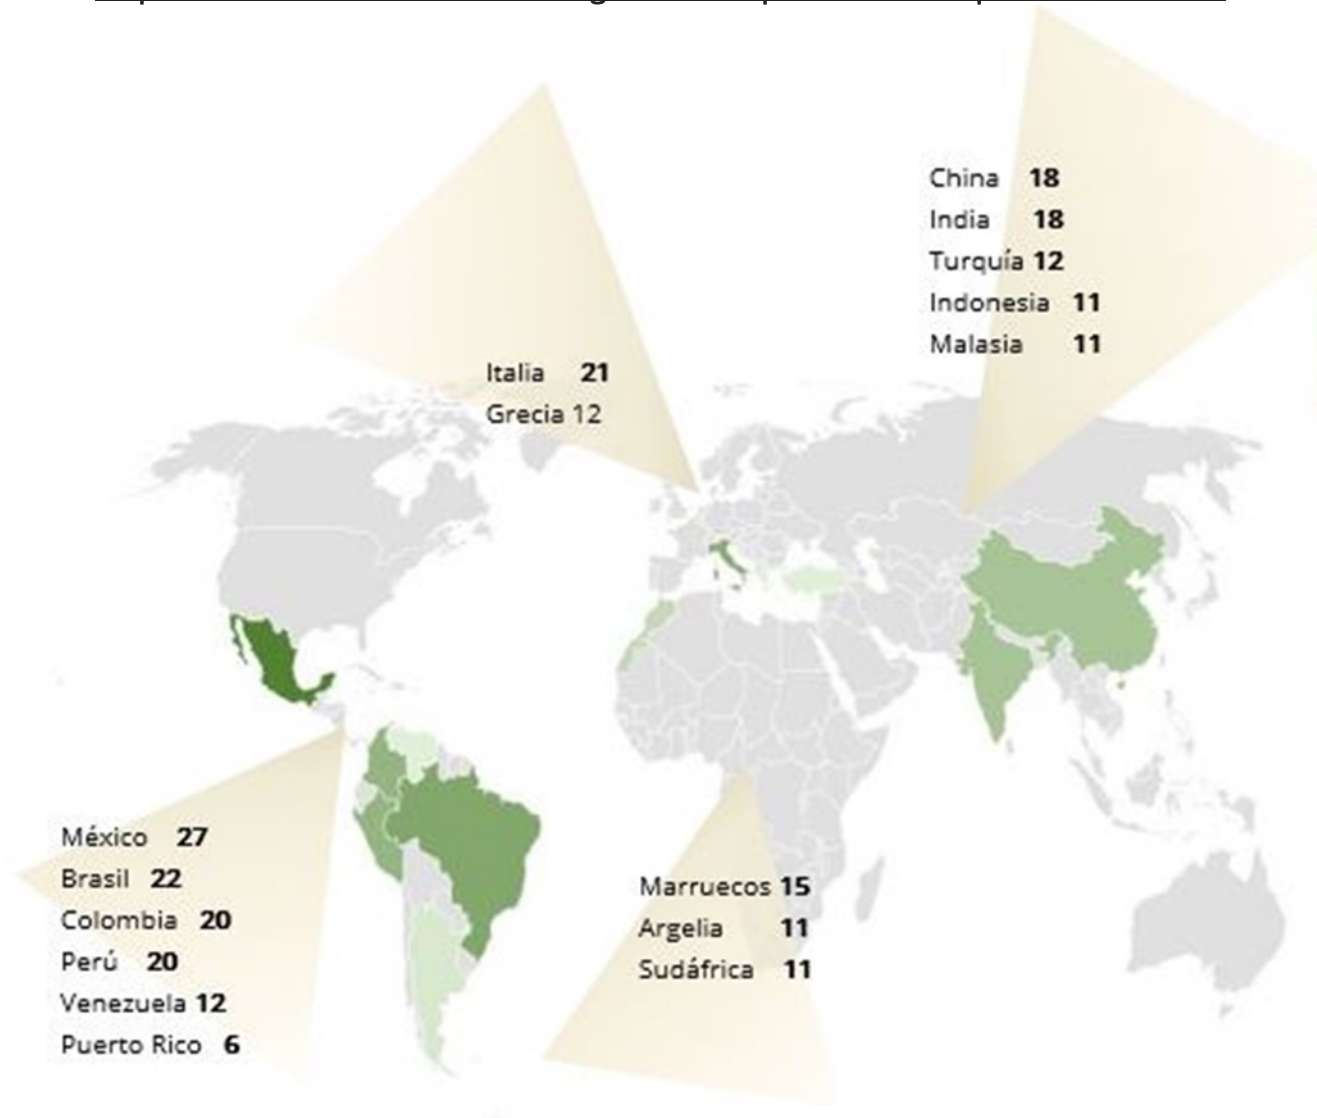 China 18
India 18
Turquía 12
Indonesia 11
Malasia 11
Italia 21
Grecia 12
México 27
Brasil 22
Colombia 20
Perú 20
Venezuela 12
Puerto Rico 6
Marruecos 15
Argelia 11
Sudáfrica 11